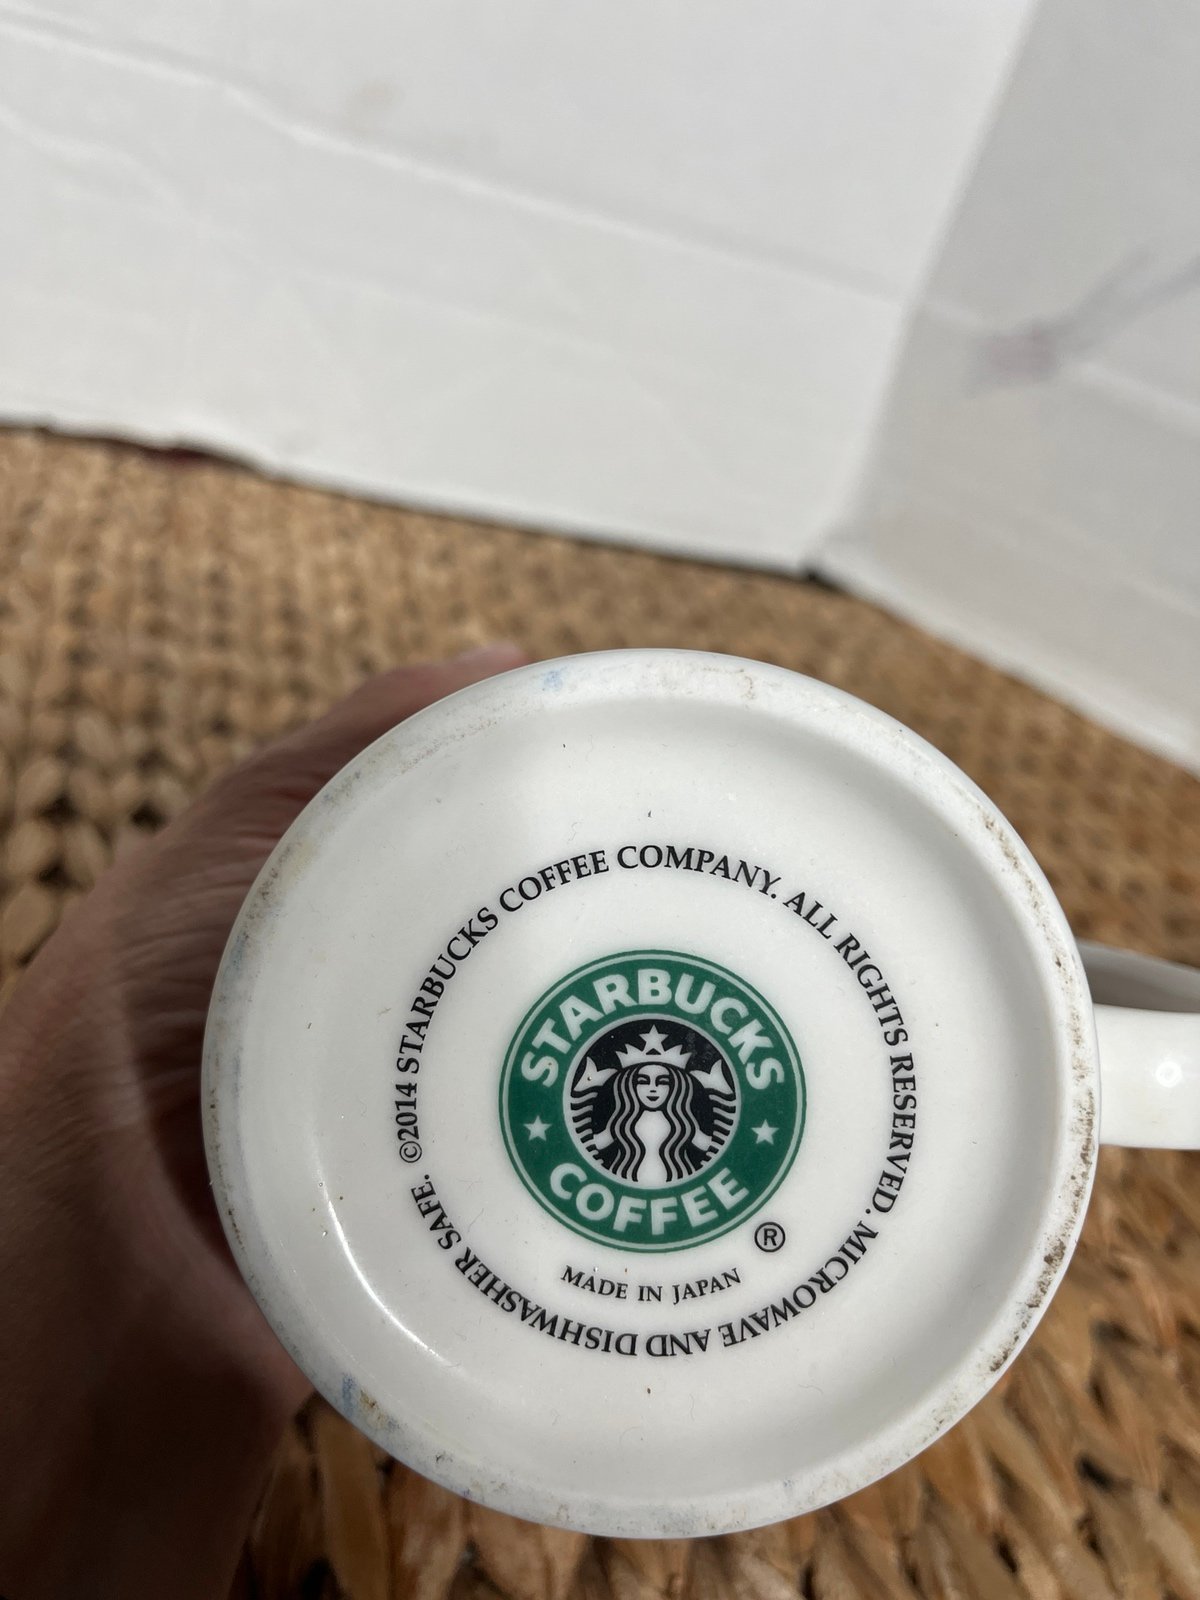 ©2014 STARBUCKS COFFEE COMPANY. ALL RIGHTS RESERVED. MICROWAVE AND DISHWASHER SAFE.
STARBUCKS
COFFEE
®
MADE IN JAPAN